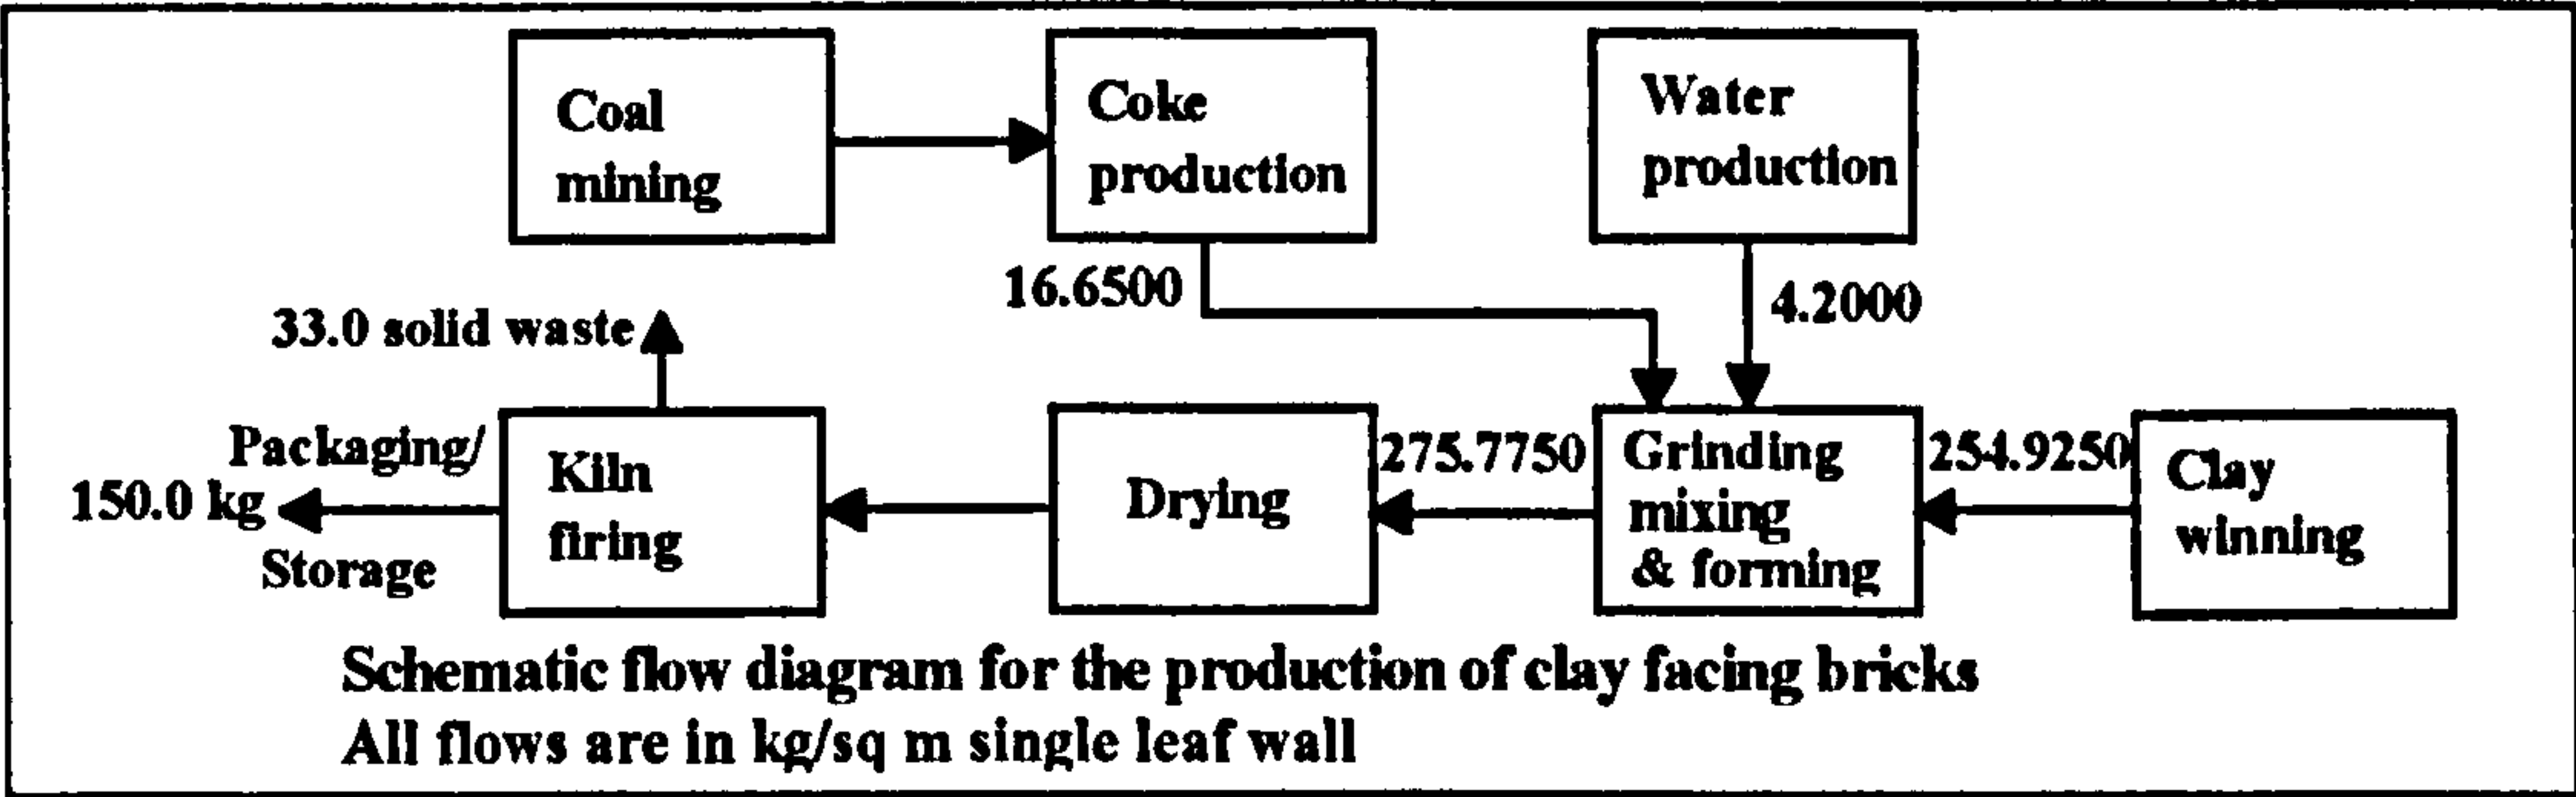 Coal
mining
Coke
production
Water
production
16.6500
4.2000
33.0 solid waste
Packaging/
150.0 kg
Storage
Kiln
firing
Drying
275.7750
Grinding
mixing
& forming
254.9250
Clay
winning
Schematic flow diagram for the production of clay facing bricks
All flows are in kg/sq m single leaf wall